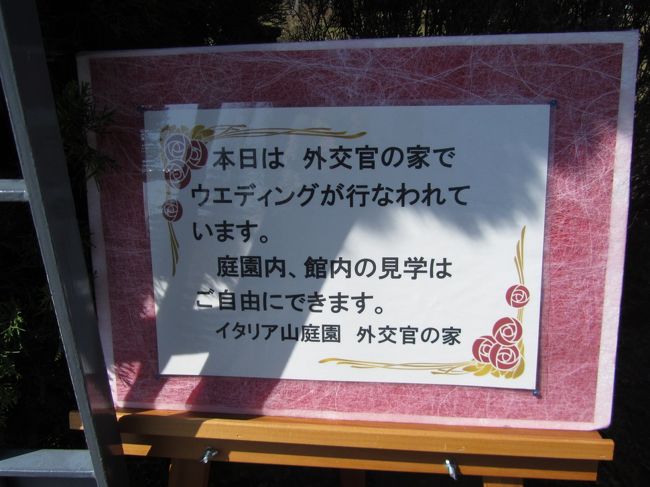 本日は 外交官の家で
ウエディングが行なわれて
います。
庭園内、館内の見学は
ご自由にできます。
イタリア山庭園 外交官の家